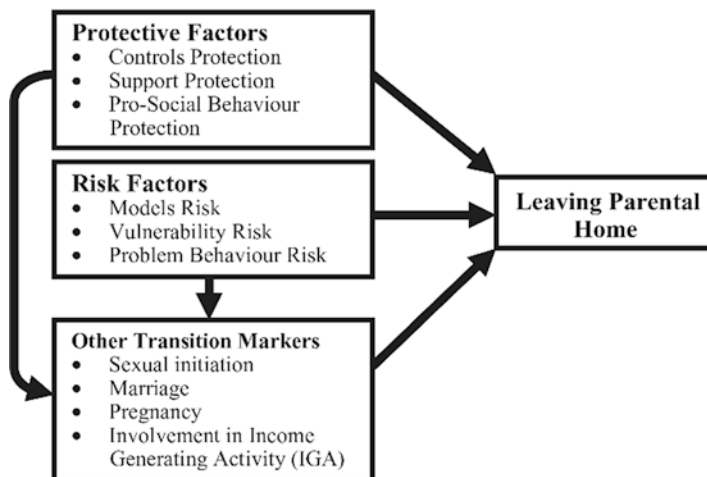 Protective Factors
• Controls Protection
• Support Protection
• Pro-Social Behaviour
Protection
Risk Factors
• Models Risk
• Vulnerability Risk
• Problem Behaviour Risk
Other Transition Markers
• Sexual initiation
• Marriage
• Pregnancy
• Involvement in Income
Generating Activity (IGA)
Leaving Parental
Home